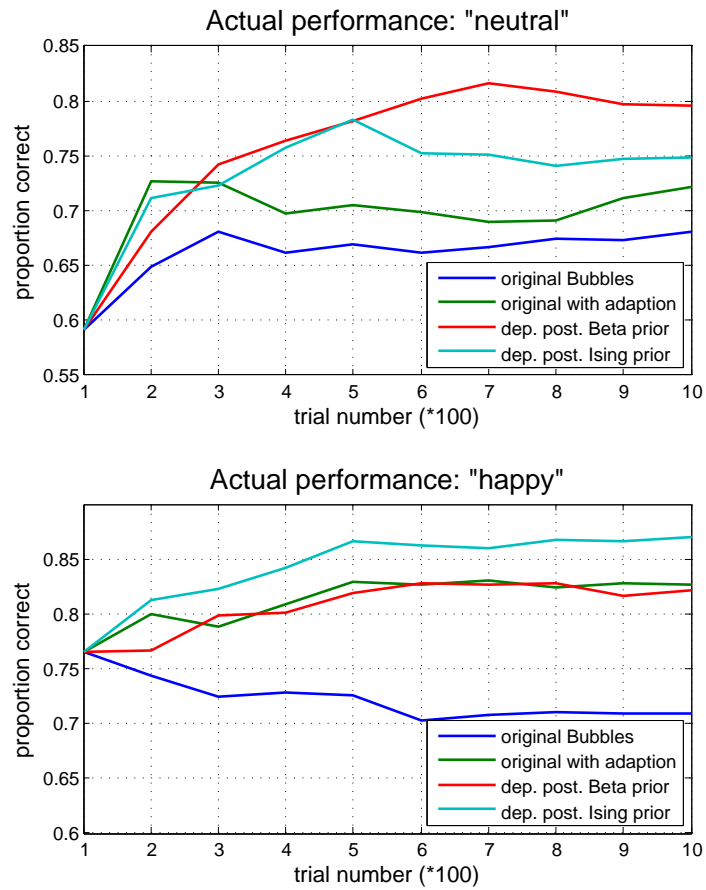 Actual performance: "neutral"
0.85
0.8
0.75
0.7
0.65
0.6
0.55
proportion correct
original Bubbles
original with adaption
dep. post. Beta prior
dep. post. Ising prior
1 2 3 4 5 6 7 8 9 10
trial number (*100)
Actual performance: "happy"
0.85
0.8
0.75
0.7
0.65
0.6
proportion correct
original Bubbles
original with adaption
dep. post. Beta prior
dep. post. Ising prior
1 2 3 4 5 6 7 8 9 10
trial number (*100)